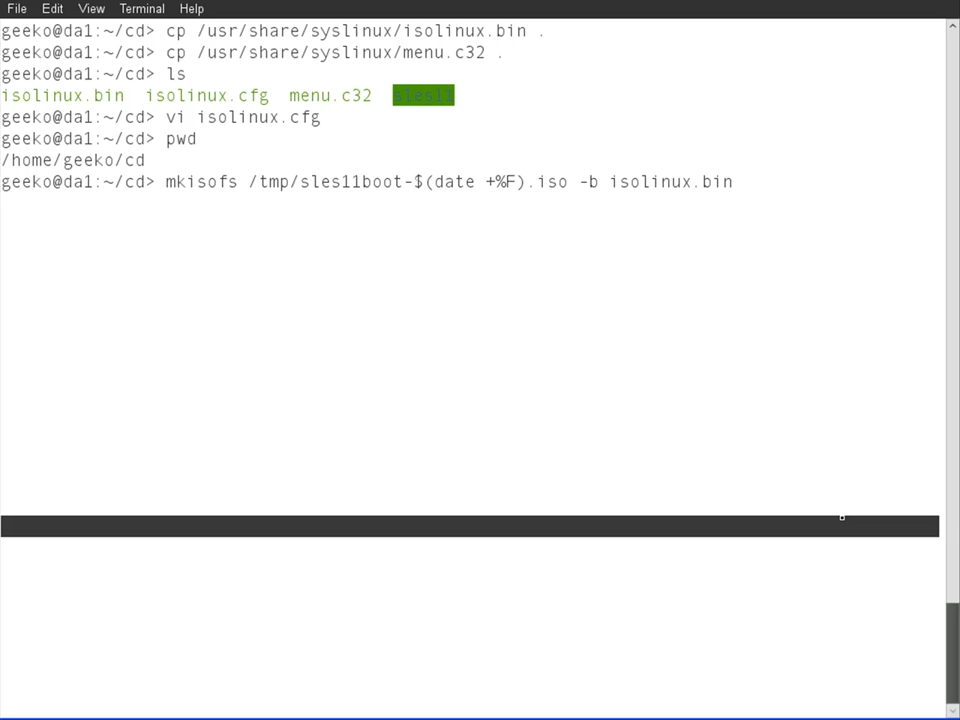 File Edit View Terminal Help
geeko@da1:~/cd> cp /usr/share/syslinux/isolinux.bin .
geeko@da1:~/cd> cp /usr/share/syslinux/menu.c32 .
geeko@da1:~/cd> ls
isolinux.bin isolinux.cfg menu.c32 sles11
geeko@da1:~/cd> vi isolinux.cfg
geeko@da1:~/cd> pwd
/home/geeko/cd
geeko@da1:~/cd> mkisofs /tmp/sles11boot-$(date +%F).iso -b isolinux.bin